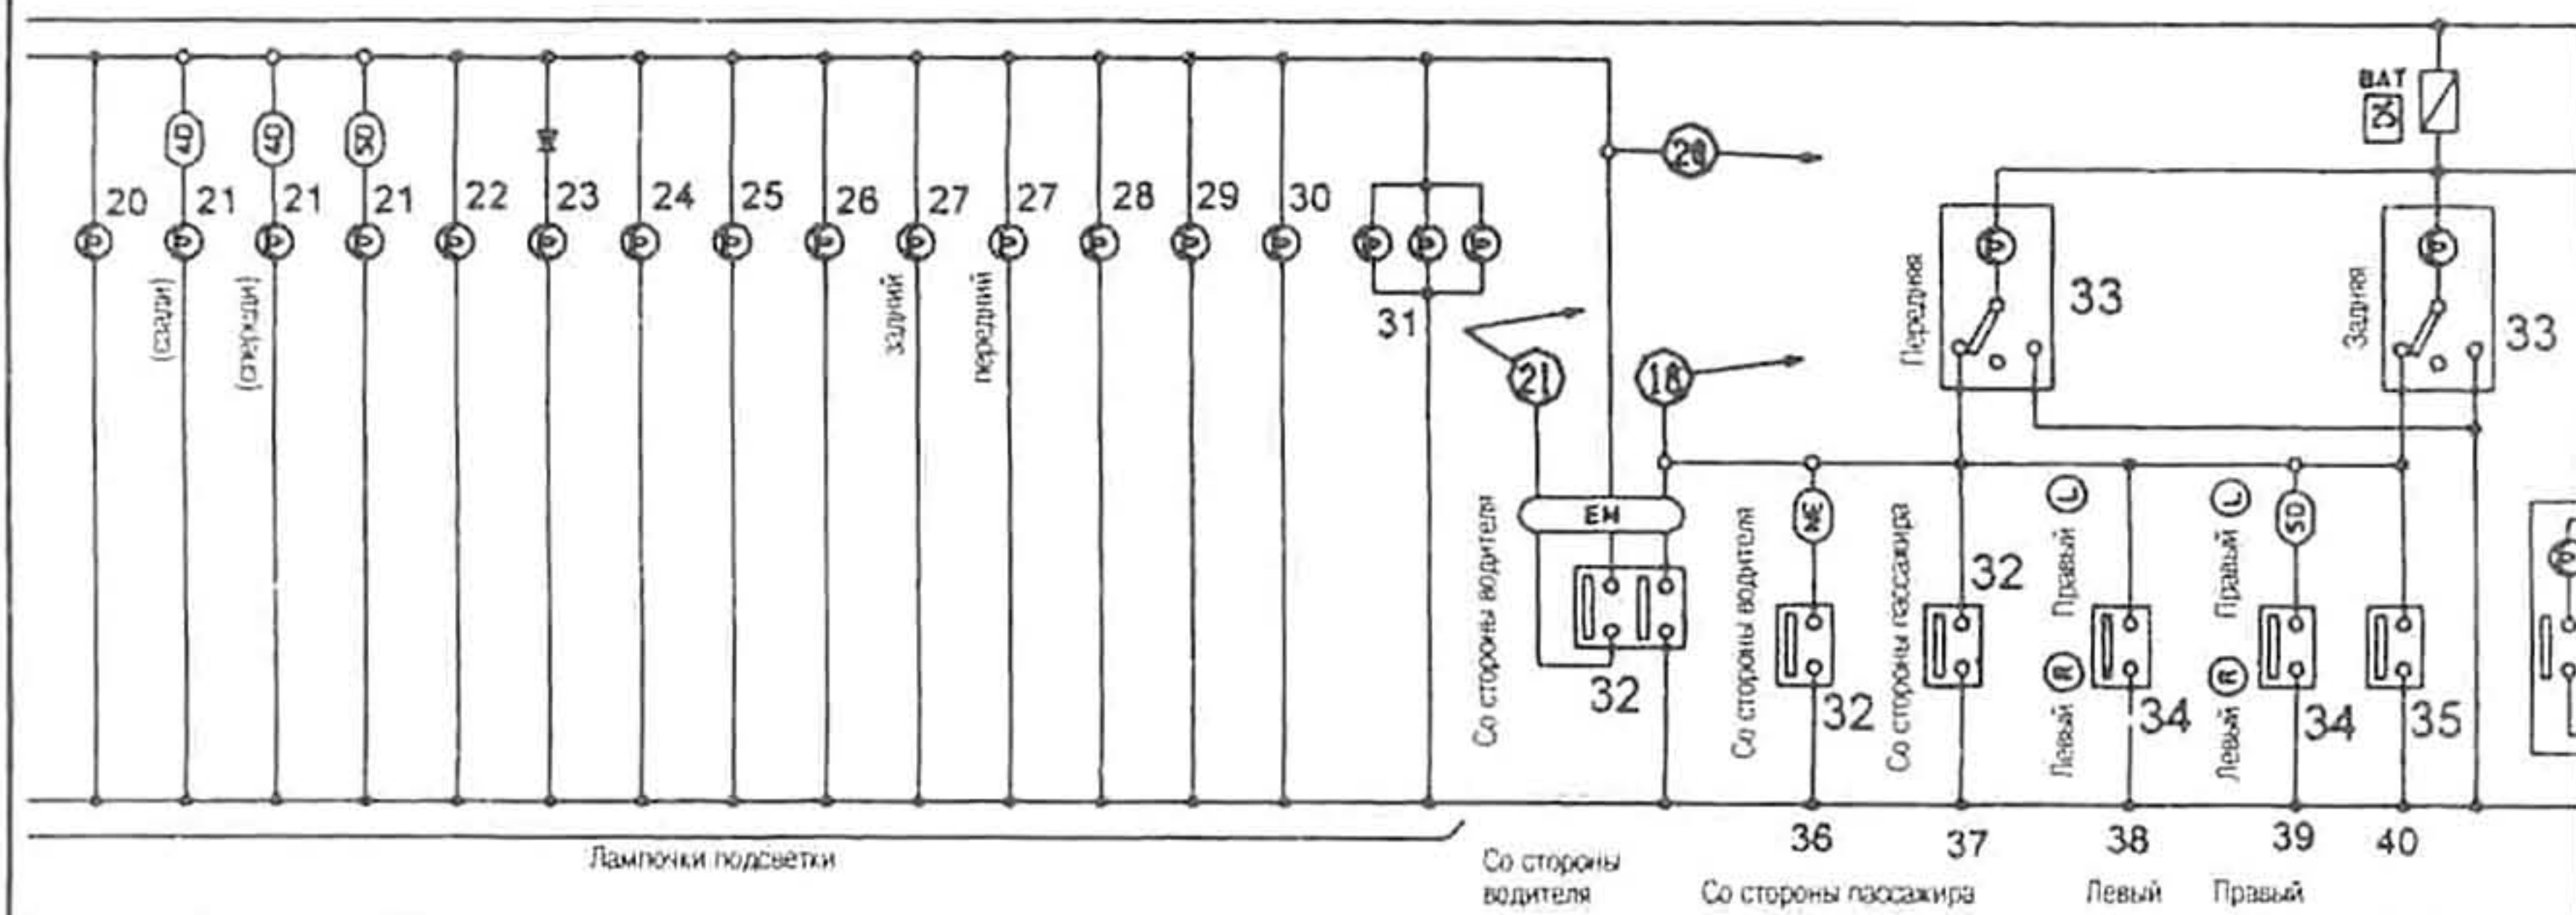 BAT
4D
4D
5D
20
20
21
21
21
22
23
24
25
26
27
27
28
29
30
(сзади)
(спереди)
задний
передний
31
21
18
Передняя
33
Задняя
33
Со стороны водителя
EH
32
Со стороны водителя
32
Со стороны пассажира
32
Левый R Правый L
34
Левый R Правый L
5D
34
35
36
37
38
39
40
Лампочки подсветки
Со стороны
водителя
Со стороны пассажира
Левый
Правый